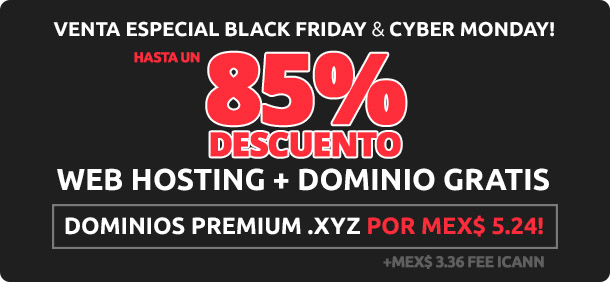 VENTA ESPECIAL BLACK FRIDAY & CYBER MONDAY!
HASTA UN
85%
DESCUENTO
WEB HOSTING + DOMINIO GRATIS
DOMINIOS PREMIUM .XYZ POR MEX$ 5.24!
+MEX$ 3.36 FEE ICANN